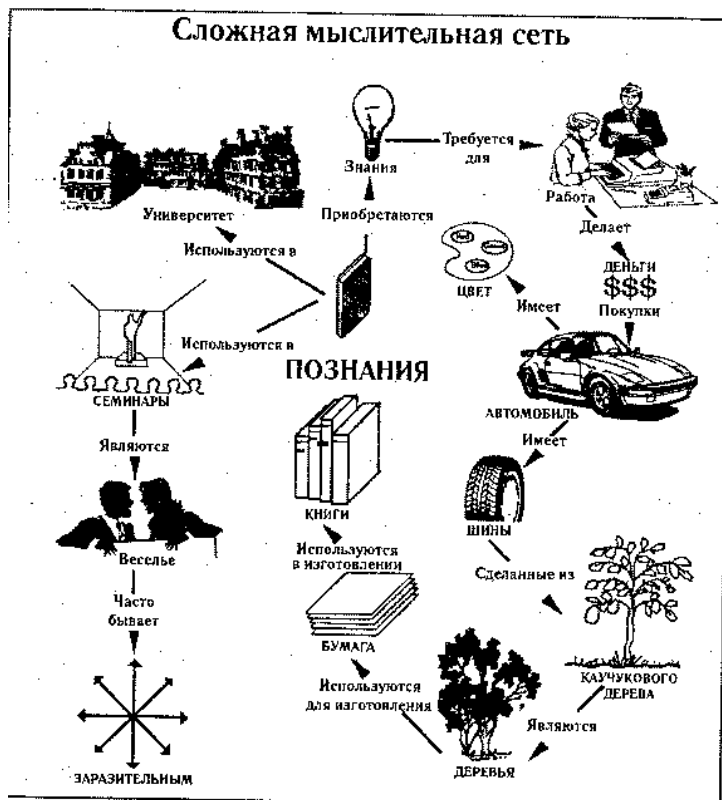 Сложная мыслительная сеть
Знания
Требуется
для
Работа
Университет
Приобретаются
Делает
Используются в
ДЕНЬГИ
$$$
ЦВЕТ
Имеет
Покупки
Используются в
ПОЗНАНИЯ
СЕМИНАРЫ
АВТОМОБИЛЬ
Являются
Имеет
КНИГИ
ШИНЫ
Веселье
Используются
в изготовлении
Сделанные из
Часто
бывает
БУМАГА
КАУЧУКОВОГО
ДЕРЕВА
Используются
для изготовления
Являются
ЗАРАЗИТЕЛЬНЫМ
ДЕРЕВЬЯ